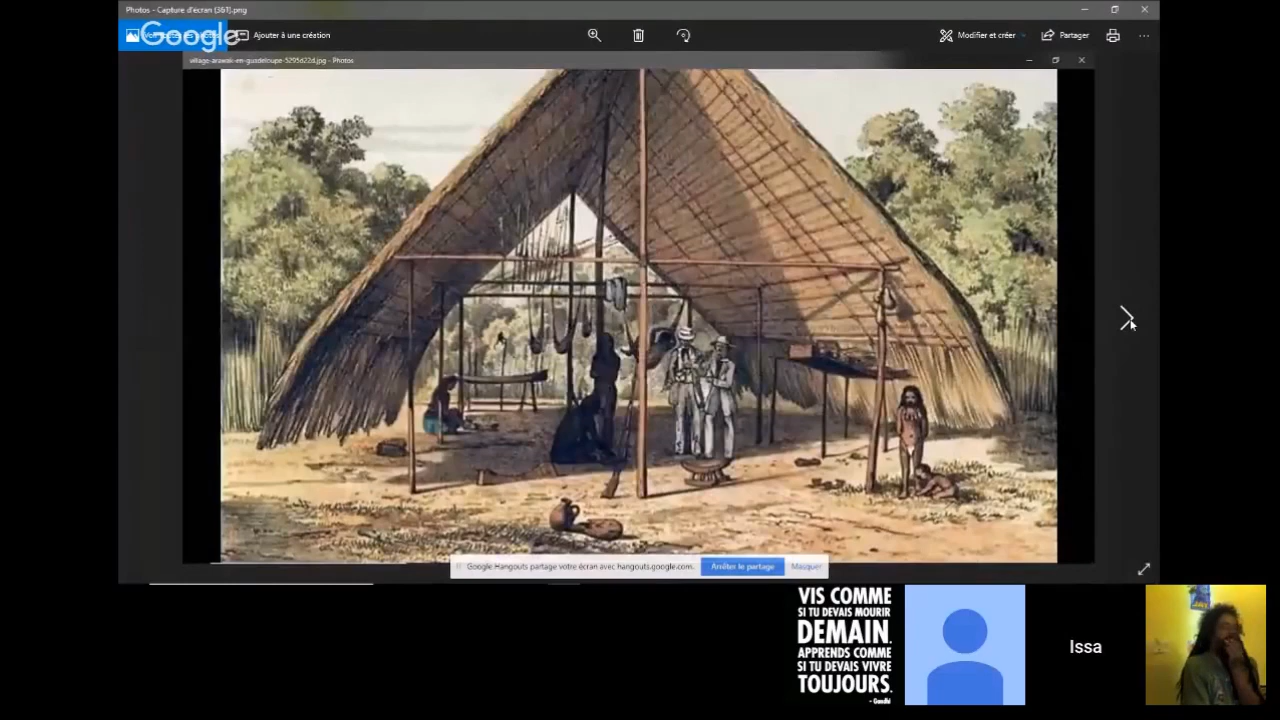 Photos - Capture d'écran (361).png
Google
Ajouter à une création
Modifier et créer
Partager
village-arawak-en-guadeloupe-5295d22d.jpg - Photos
Google Hangouts partage votre écran avec hangouts.google.com.
Arrêter le partage
Masquer
VIS COMME
SI TU DEVAIS MOURIR
DEMAIN.
APPRENDS COMME
SI TU DEVAIS VIVRE
TOUJOURS.
- Gandhi
Issa